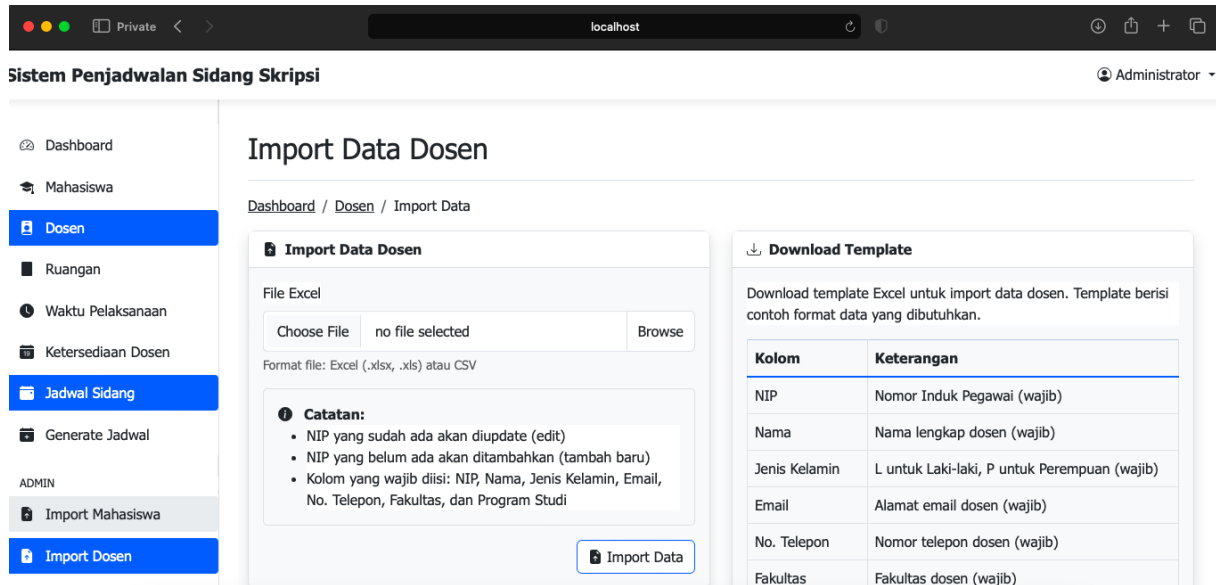 Private
localhost
Sistem Penjadwalan Sidang Skripsi
Administrator
Dashboard
Mahasiswa
Dosen
Ruangan
Waktu Pelaksanaan
19
Ketersediaan Dosen
Jadwal Sidang
Generate Jadwal
ADMIN
Import Mahasiswa
Import Dosen
Import Data Dosen
Dashboard / Dosen / Import Data
Import Data Dosen
File Excel
Choose File no file selected Browse
Format file: Excel (.xlsx, .xls) atau CSV
Catatan:
• NIP yang sudah ada akan diupdate (edit)
• NIP yang belum ada akan ditambahkan (tambah baru)
• Kolom yang wajib diisi: NIP, Nama, Jenis Kelamin, Email,
No. Telepon, Fakultas, dan Program Studi
Import Data
Download Template
Download template Excel untuk import data dosen. Template berisi
contoh format data yang dibutuhkan.
Kolom Keterangan
NIP Nomor Induk Pegawai (wajib)
Nama Nama lengkap dosen (wajib)
Jenis Kelamin L untuk Laki-laki, P untuk Perempuan (wajib)
Email Alamat email dosen (wajib)
No. Telepon Nomor telepon dosen (wajib)
Fakultas Fakultas dosen (wajib)